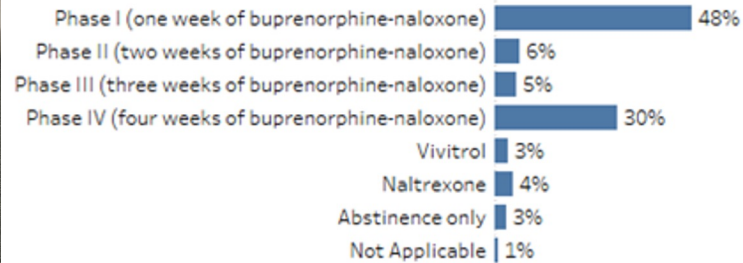 Phase I (one week of buprenorphine-naloxone) 48%
Phase II (two weeks of buprenorphine-naloxone) 6%
Phase III (three weeks of buprenorphine-naloxone) 5%
Phase IV (four weeks of buprenorphine-naloxone) 30%
Vivitrol 3%
Naltrexone 4%
Abstinence only 3%
Not Applicable 1%